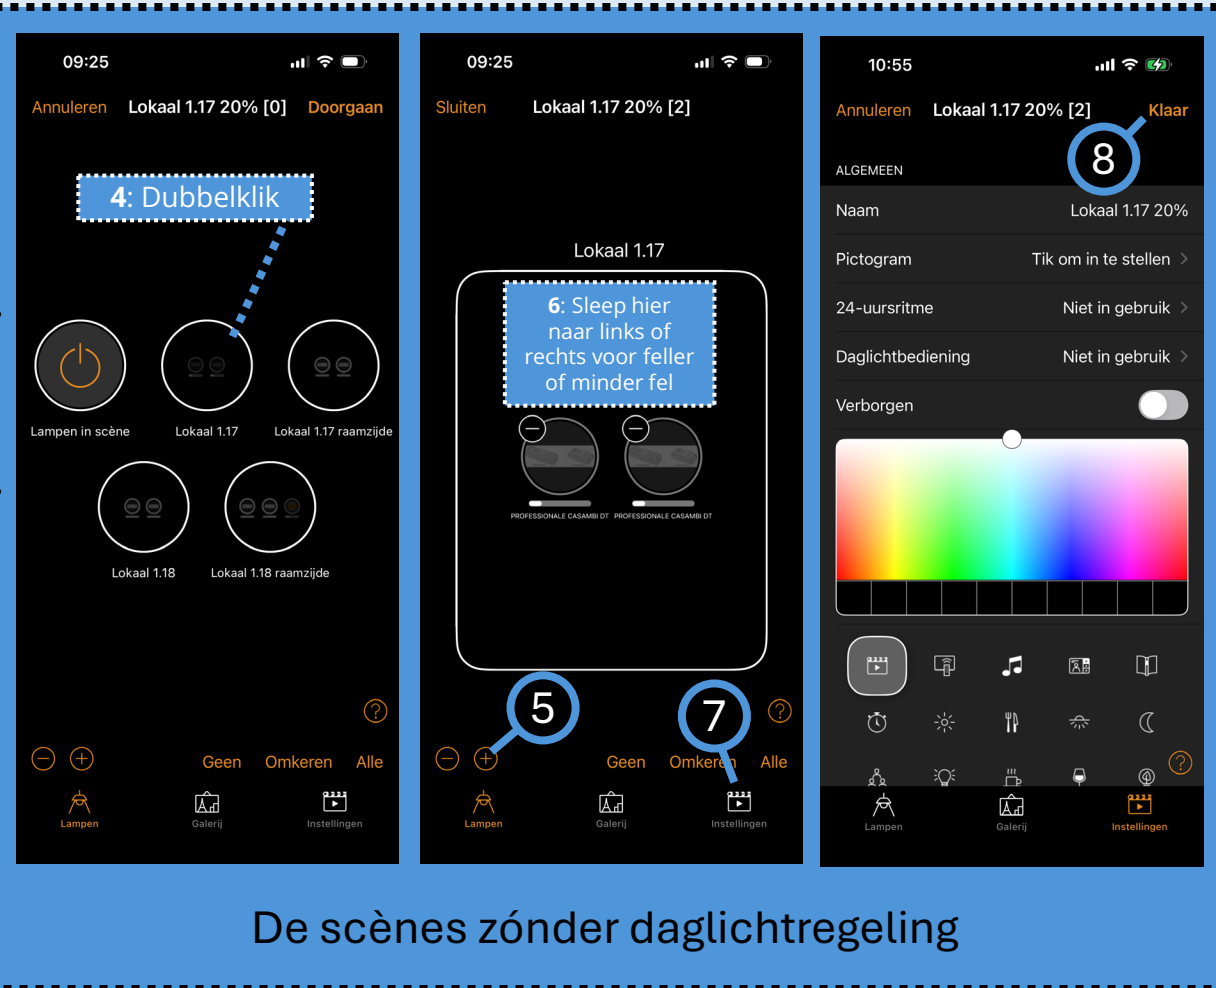 09:25
Annuleren Lokaal 1.17 20% [0] Doorgaan
4: Dubbelklik
Lampen in scène Lokaal 1.17 Lokaal 1.17 raamzijde
Lokaal 1.18 Lokaal 1.18 raamzijde
?
Geen Omkeren Alle
Lampen Galerij Instellingen
09:25
Sluiten Lokaal 1.17 20% [2]
Lokaal 1.17
6: Sleep hier
naar links of
rechts voor feller
of minder fel
PROFESSIONALE CASAMBI DT PROFESSIONALE CASAMBI DT
5
7
?
Geen Omkeren Alle
Lampen Galerij Instellingen
10:55
Annuleren Lokaal 1.17 20% [2] Klaar
8
ALGEMEEN
Naam Lokaal 1.17 20%
Pictogram Tik om in te stellen
24-uursritme Niet in gebruik
Daglichtbediening Niet in gebruik
Verborgen
?
Lampen Galerij Instellingen
De scènes zónder daglichtregeling